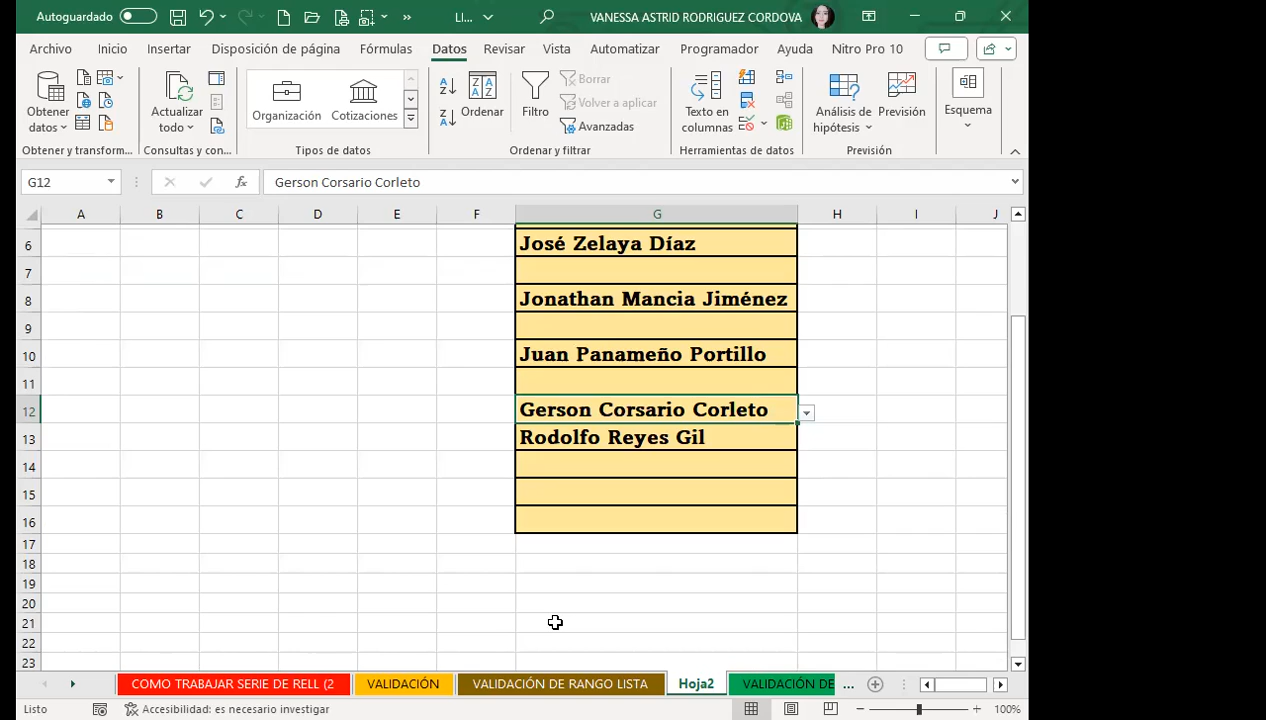 Autoguardado
LI...
VANESSA ASTRID RODRIGUEZ CORDOVA
Archivo Inicio Insertar Disposición de página Fórmulas Datos Revisar Vista Automatizar Programador Ayuda Nitro Pro 10
Obtener datos
Actualizar todo
Organización
Cotizaciones
Ordenar
Filtro
Borrar
Volver a aplicar
Avanzadas
Texto en columnas
Análisis de hipótesis
Previsión
Esquema
Obtener y transform... Consultas y con... Tipos de datos Ordenar y filtrar Herramientas de datos Previsión
G12
fx
Gerson Corsario Corleto
A B C D E F G H I J
6 José Zelaya Díaz
7
8 Jonathan Mancia Jiménez
9
10 Juan Panameño Portillo
11
12 Gerson Corsario Corleto
13 Rodolfo Reyes Gil
14
15
16
17
18
19
20
21
22
23
COMO TRABAJAR SERIE DE RELL (2 VALIDACIÓN VALIDACIÓN DE RANGO LISTA Hoja2 VALIDACIÓN DE ...
Listo Accesibilidad: es necesario investigar 100%